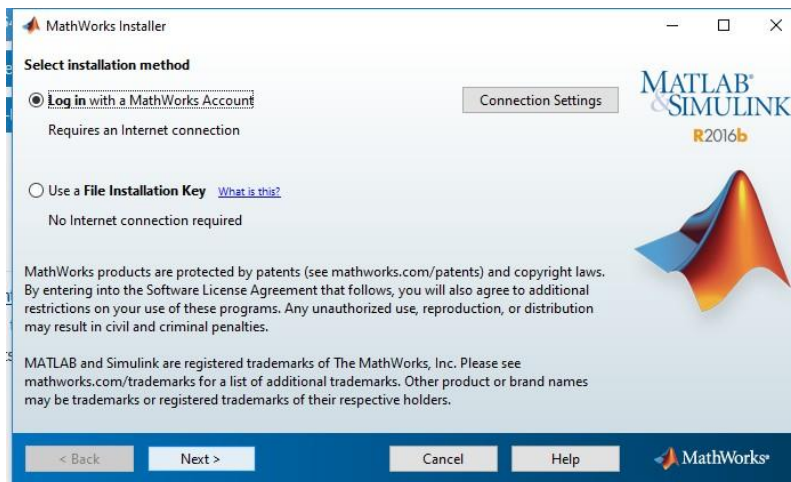 MathWorks Installer
Select installation method
Log in with a MathWorks Account
Connection Settings
Requires an Internet connection
Use a File Installation Key What is this?
No Internet connection required
MathWorks products are protected by patents (see mathworks.com/patents) and copyright laws.
By entering into the Software License Agreement that follows, you will also agree to additional
restrictions on your use of these programs. Any unauthorized use, reproduction, or distribution
may result in civil and criminal penalties.
MATLAB and Simulink are registered trademarks of The MathWorks, Inc. Please see
mathworks.com/trademarks for a list of additional trademarks. Other product or brand names
may be trademarks or registered trademarks of their respective holders.
MATLAB®
&SIMULINK
R2016b
< Back Next > Cancel Help MathWorks®